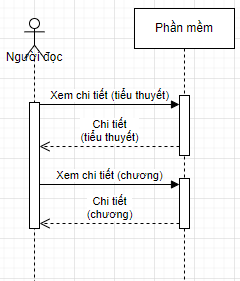 Người đọc
Phần mềm
Xem chi tiết (tiểu thuyết)
Chi tiết
(tiểu thuyết)
Xem chi tiết (chương)
Chi tiết
(chương)